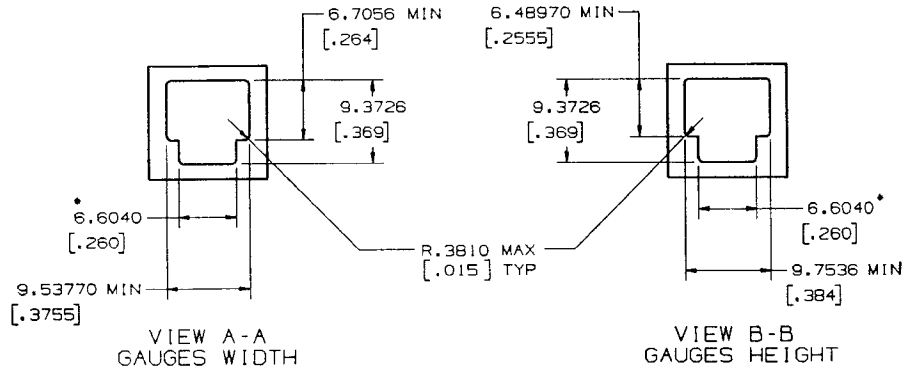 6.7056 MIN
[.264]
6.48970 MIN
[.2555]
9.3726
[.369]
9.3726
[.369]
*
6.6040
[.260]
6.6040*
[.260]
R.3810 MAX
[.015] TYP
9.53770 MIN
[.3755]
9.7536 MIN
[.384]
VIEW A-A
GAUGES WIDTH
VIEW B-B
GAUGES HEIGHT